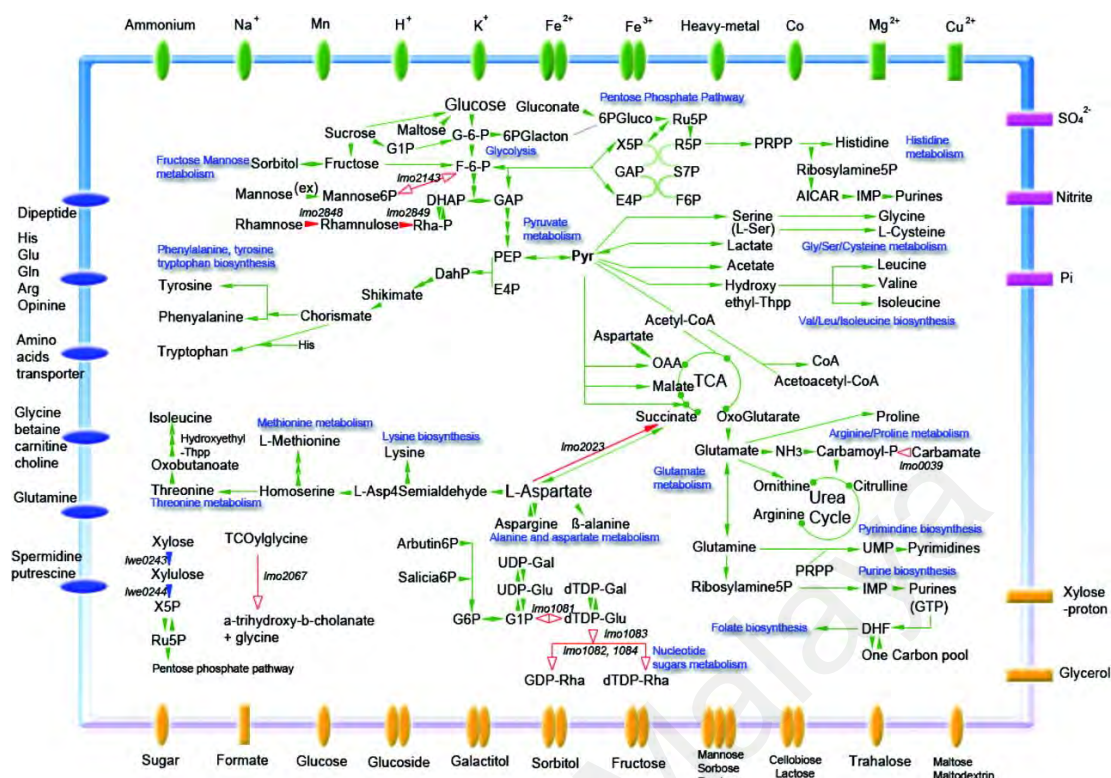 Ammonium
Na+
Mn
H+
K+
Fe2+
Fe3+
Heavy-metal
Co
Mg2+
Cu2+
Dipeptide
His
Glu
Gln
Arg
Opinine
Amino
acids
transporter
Glycine
betaine
carnitine
choline
Glutamine
Spermidine
putrescine
Glucose
Gluconate
Pentose Phosphate Pathway
6PGluco
Ru5P
Sucrose
Maltose
G1P
G-6-P
6PGlacton
Glycolysis
X5P
R5P
PRPP
Histidine
Histidine
metabolism
Fructose Mannose
metabolism
Sorbitol
Fructose
F-6-P
GAP
S7P
Ribosylamine5P
Mannose
(ex)
Mannose6P
lmo2143
DHAP
GAP
E4P
F6P
AICAR
IMP
Purines
lmo2848
lmo2849
Rhamnose
Rhamnulose
Rha-P
Pyruvate
metabolism
Serine
(L-Ser)
Glycine
L-Cysteine
Gly/Ser/Cysteine metabolism
Phenylalanine, tyrosine
tryptophan biosynthesis
PEP
Pyr
Lactate
Acetate
Hydroxy
ethyl-Thpp
Leucine
Valine
Isoleucine
Val/Leu/Isoleucine biosynthesis
DahP
E4P
Tyrosine
Shikimate
Phenyalanine
Chorismate
Tryptophan
His
Acetyl-CoA
Aspartate
OAA
TCA
Malate
CoA
Acetoacetyl-CoA
Succinate
OxoGlutarate
Proline
Arginine/Proline metabolism
Isoleucine
Hydroxyethyl
-Thpp
Oxobutanoate
Threonine
Threonine metabolism
Methionine metabolism
L-Methionine
Homoserine
Lysine biosynthesis
Lysine
L-Asp4Semialdehyde
L-Aspartate
lmo2023
Glutamate
NH3
Carbamoyl-P
Carbamate
lmo0039
Glutamate
metabolism
Ornithine
Citrulline
Urea
Cycle
Arginine
Aspargine
ß-alanine
Alanine and aspartate metabolism
Pyrimindine biosynthesis
Glutamine
UMP
Pyrimidines
PRPP
Purine biosynthesis
Ribosylamine5P
IMP
Purines
(GTP)
Folate biosynthesis
DHF
One Carbon pool
Xylose
lwe0243
Xylulose
lwe0244
X5P
Ru5P
Pentose phosphate pathway
TCOylglycine
lmo2067
a-trihydroxy-b-cholanate
+ glycine
Arbutin6P
Salicia6P
UDP-Gal
UDP-Glu
dTDP-Gal
G6P
G1P
lmo1081
dTDP-Glu
lmo1083
lmo1082, 1084
Nucleotide
sugars metabolism
GDP-Rha
dTDP-Rha
SO42-
Nitrite
Pi
Xylose
-proton
Glycerol
Sugar
Formate
Glucose
Glucoside
Galactitol
Sorbitol
Fructose
Mannose
Sorbose
Cellobiose
Lactose
Trahalose
Maltose
Maltodextrin
Malaya